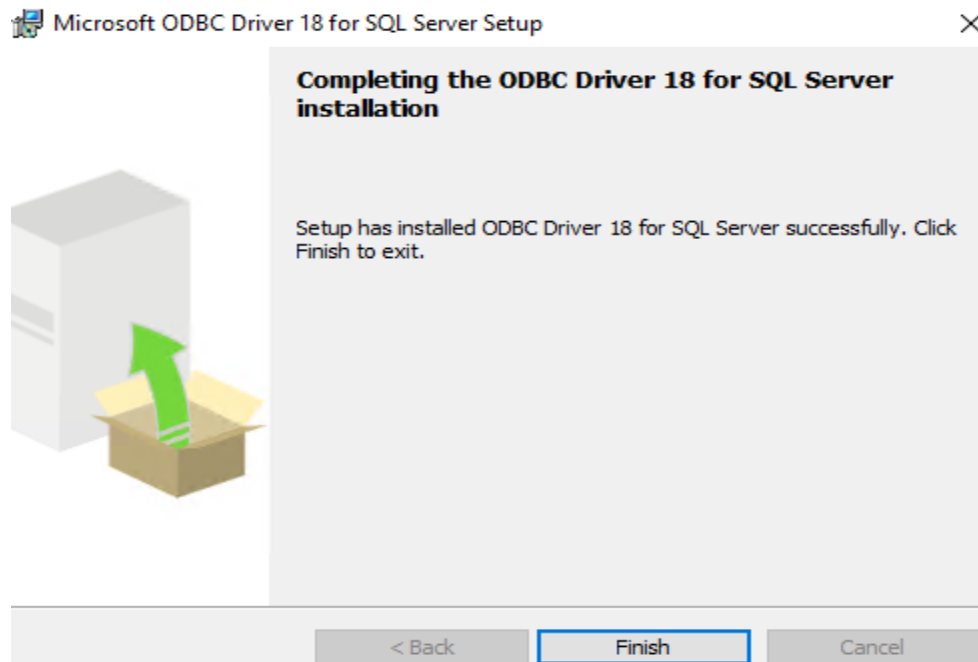 Microsoft ODBC Driver 18 for SQL Server Setup
Completing the ODBC Driver 18 for SQL Server
installation
Setup has installed ODBC Driver 18 for SQL Server successfully. Click
Finish to exit.
< Back
Finish
Cancel